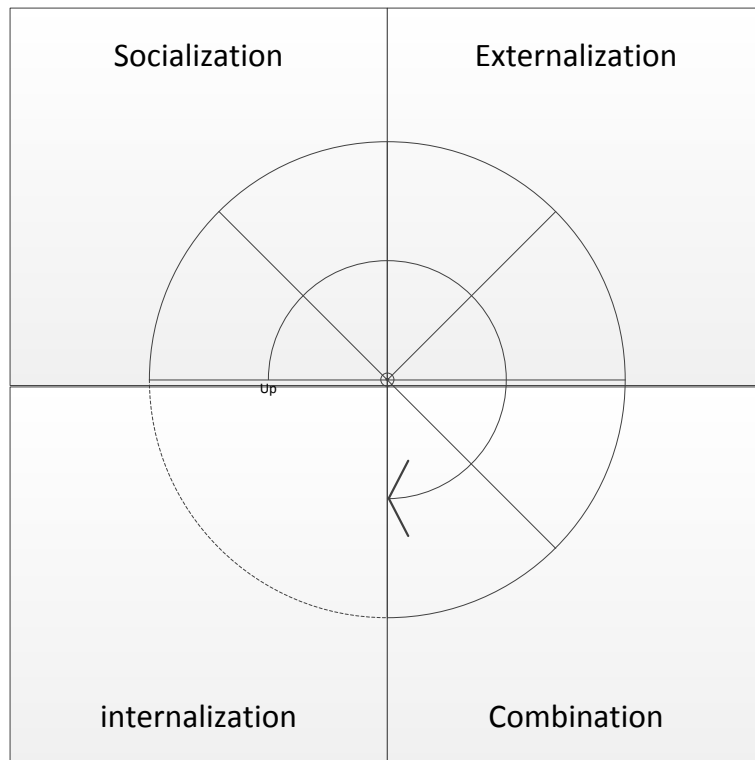 Socialization
Externalization
Up
internalization
Combination